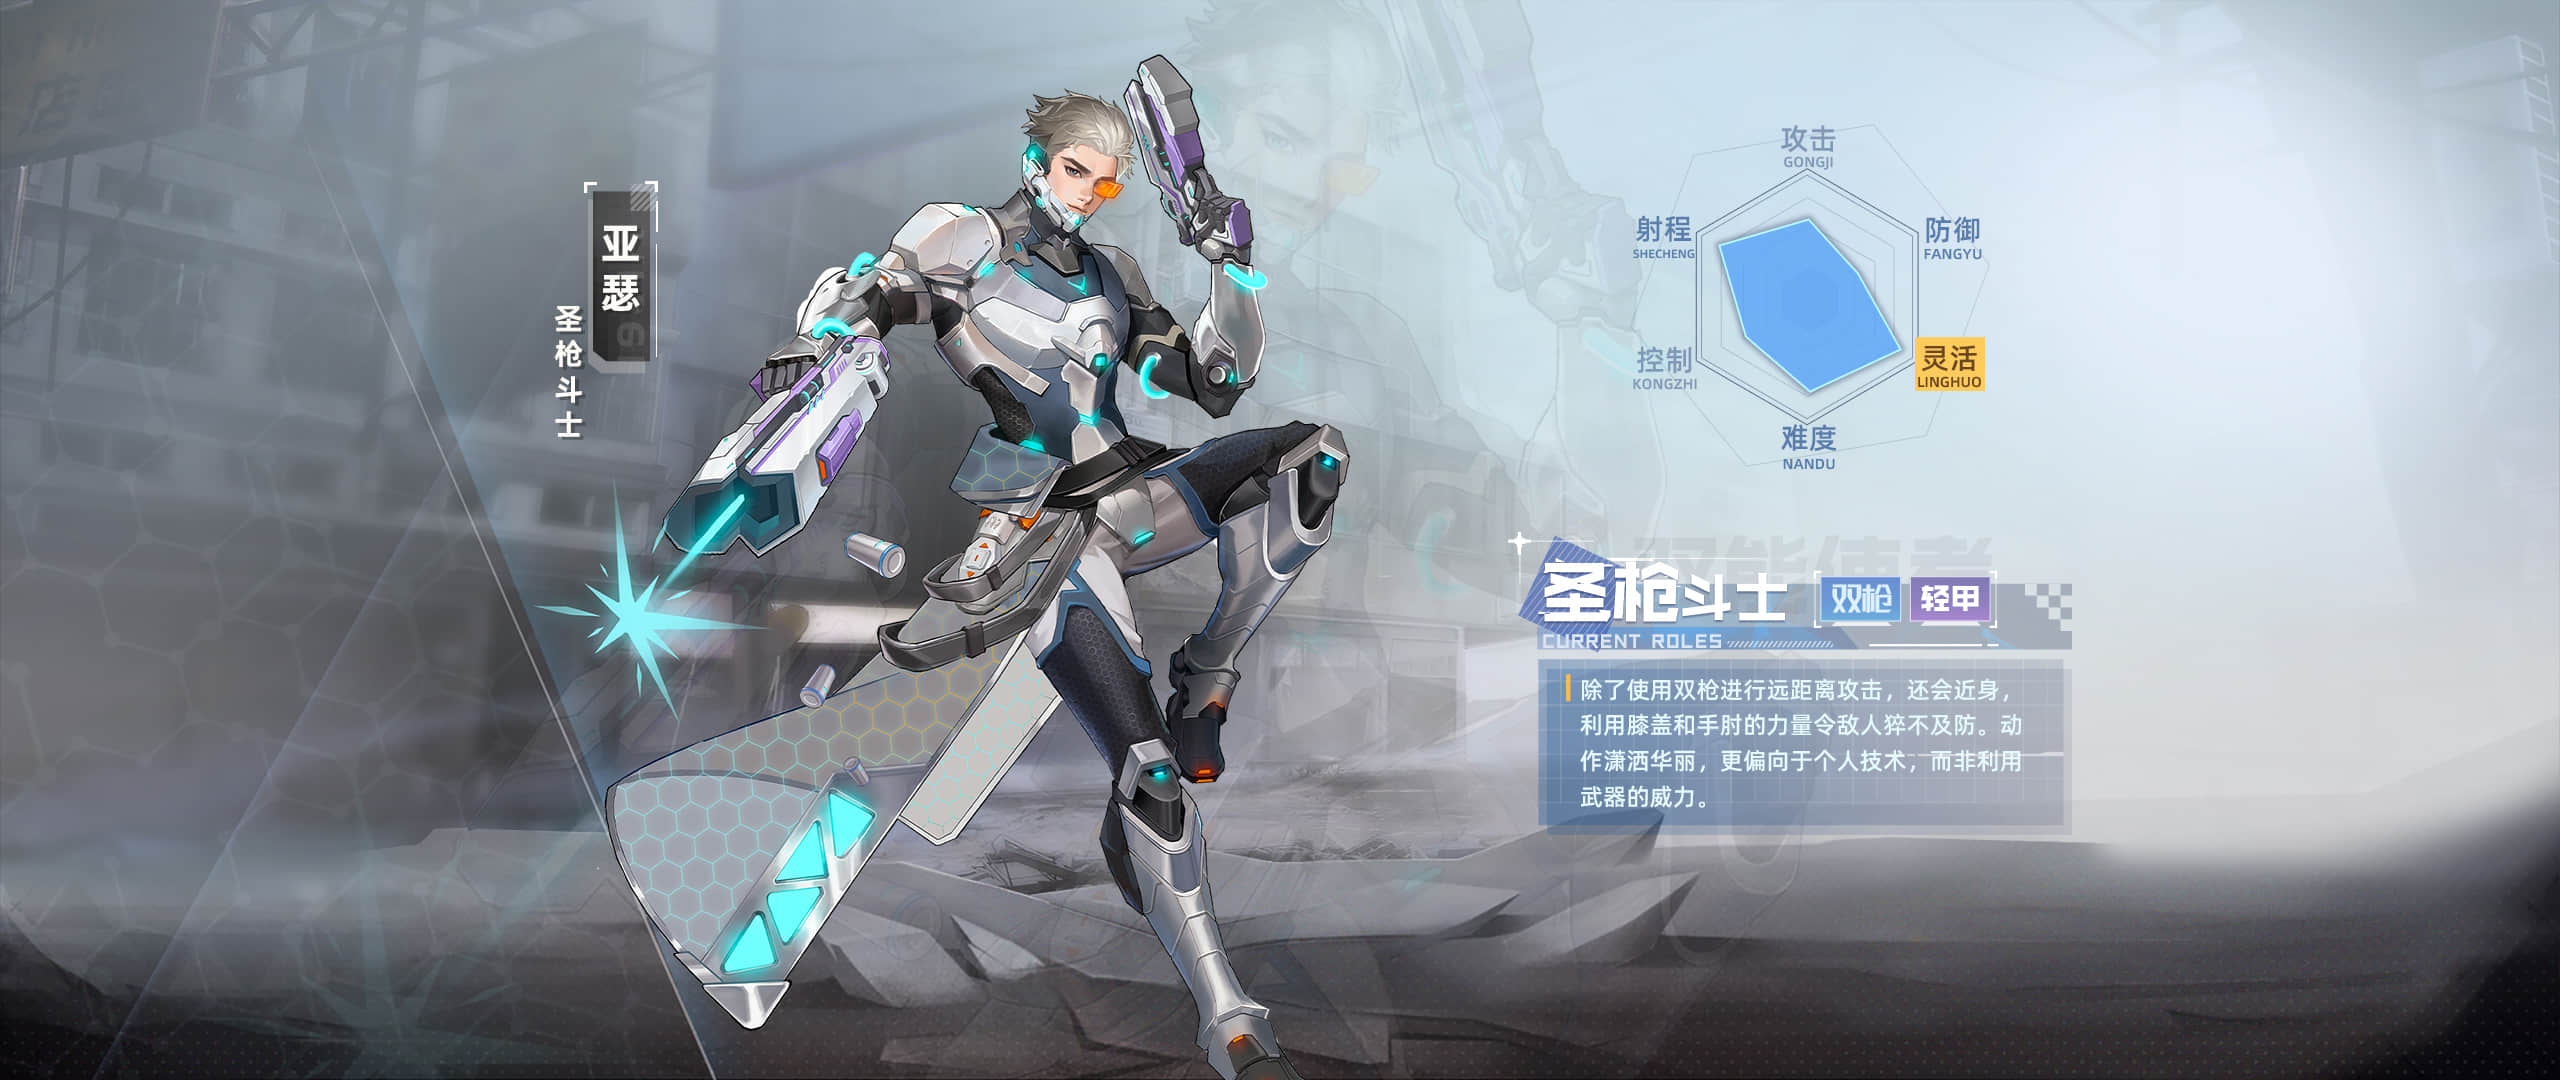 亚瑟
圣枪斗士
攻击
GONGJI
射程
SHECHENG
防御
FANGYU
控制
KONGZHI
灵活
LINGHUO
难度
NANDU
双能使者
圣枪斗士 双枪 轻甲
CURRENT ROLES
除了使用双枪进行远距离攻击，还会近身，
利用膝盖和手肘的力量令敌人猝不及防。动
作潇洒华丽，更偏向于个人技术，而非利用
武器的威力。